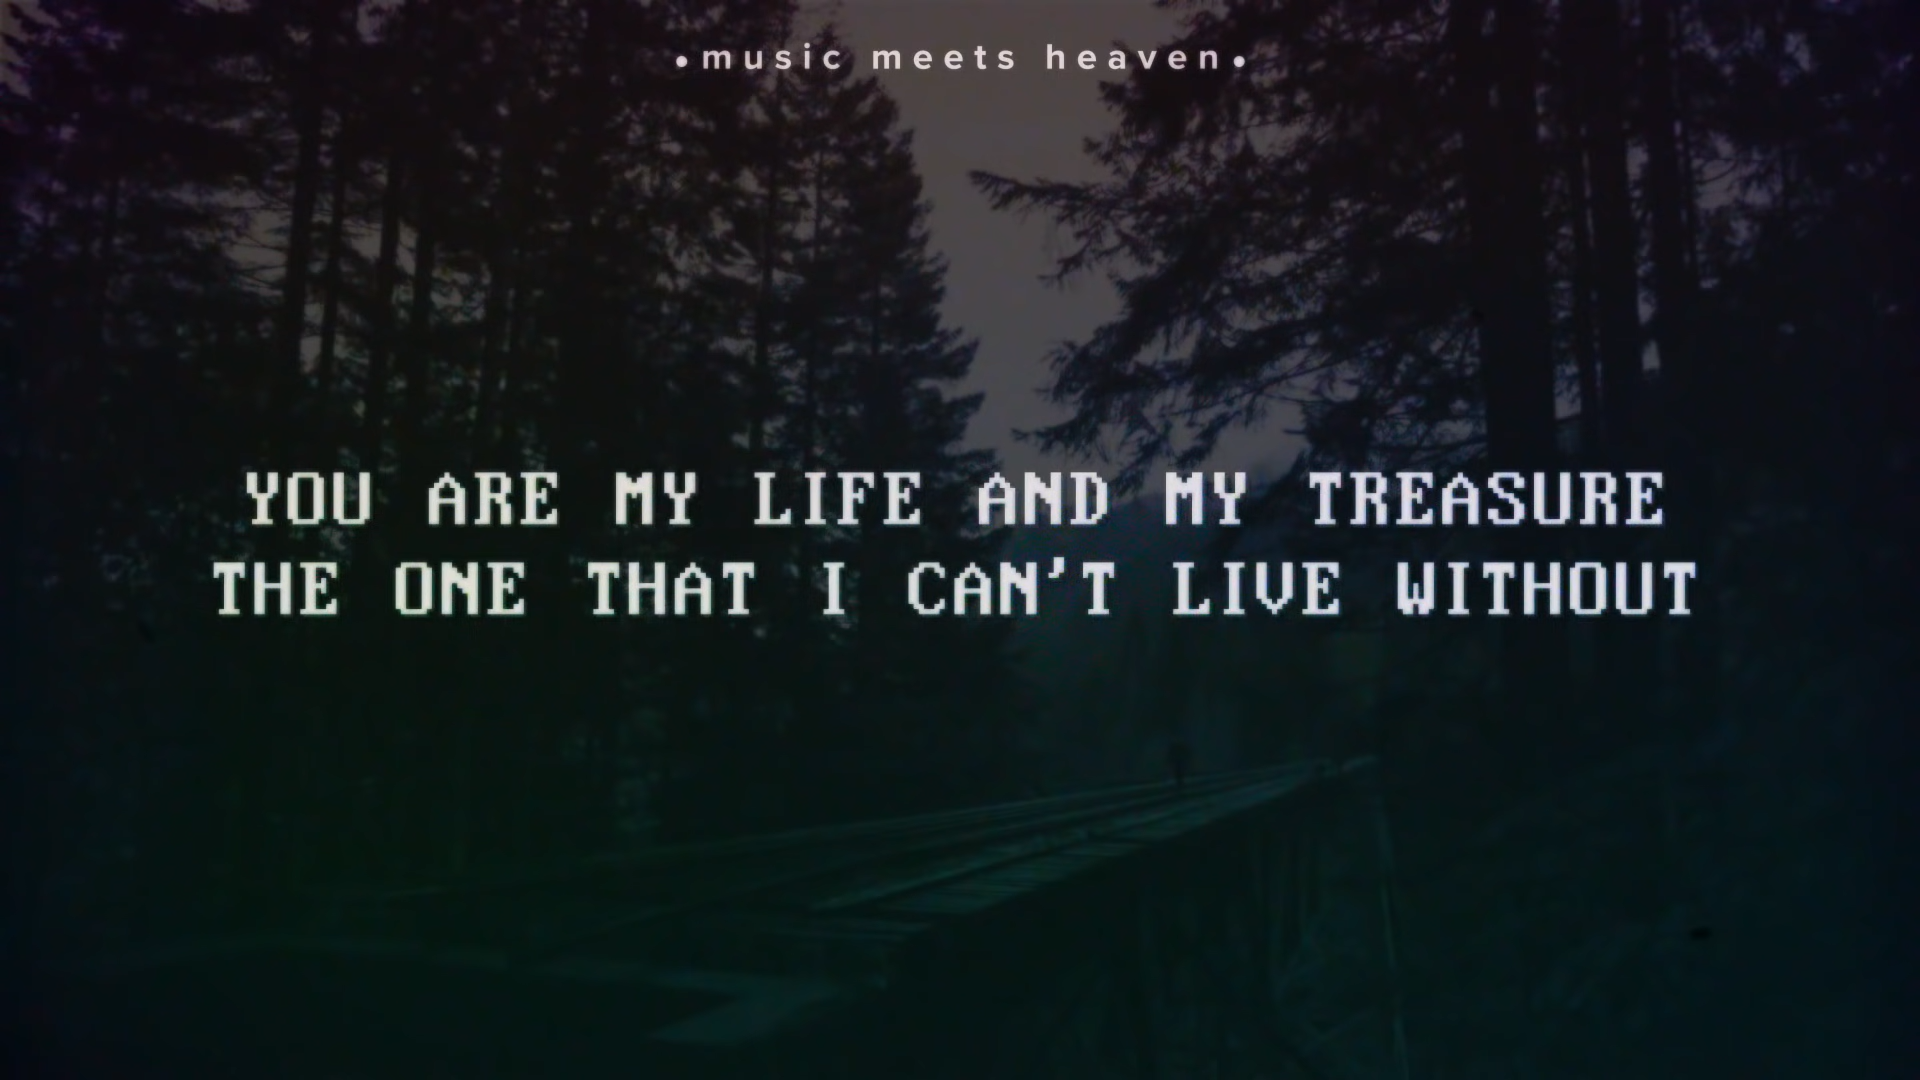 •music meets heaven•
YOU ARE MY LIFE AND MY TREASURE
THE ONE THAT I CAN'T LIVE WITHOUT